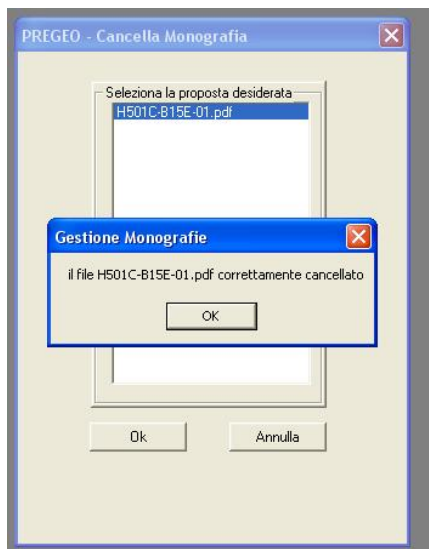 PREGEO - Cancella Monografia
Seleziona la proposta desiderata
H501C-B15E-01.pdf
Gestione Monografie
il file H501C-B15E-01.pdf correttamente cancellato
OK
Ok
Annulla